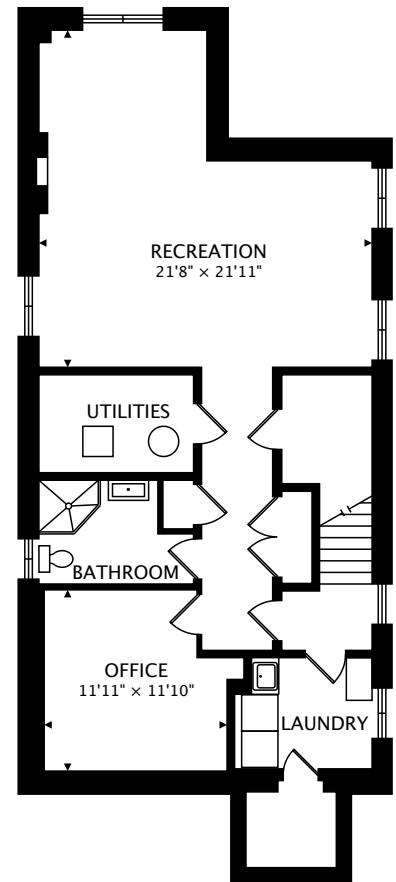 RECREATION
21'8" × 21'11"
UTILITIES
BATHROOM
OFFICE
11'11" × 11'10"
LAUNDRY